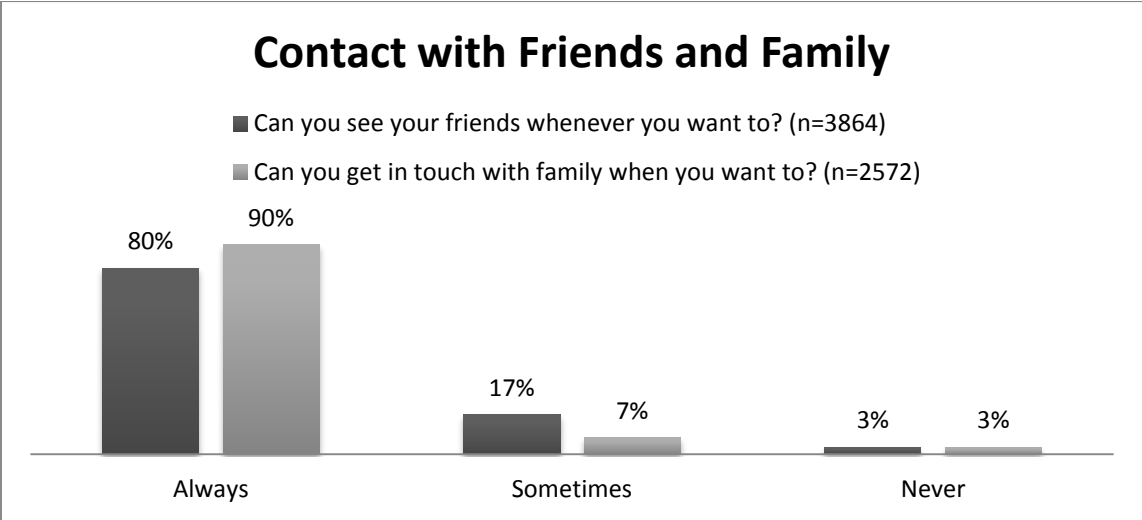 Contact with Friends and Family
Can you see your friends whenever you want to? (n=3864)
Can you get in touch with family when you want to? (n=2572)
80%
90%
17%
7%
3%
3%
Always
Sometimes
Never